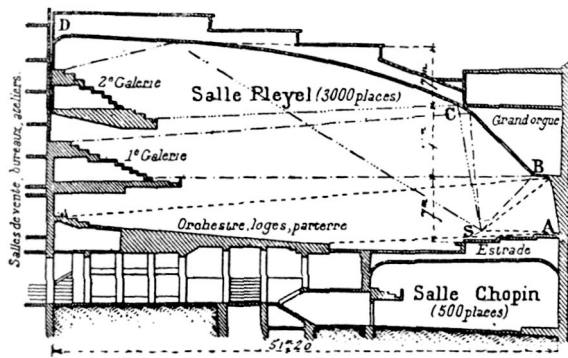 D
2e Galerie
Salle Pleyel (3000 places)
C
Grand orgue
1e Galerie
B
Salles de vente, bureaux, ateliers.
Orchestre, loges, parterre
S
A
Estrade
Salle Chopin
(500 places)
51m20